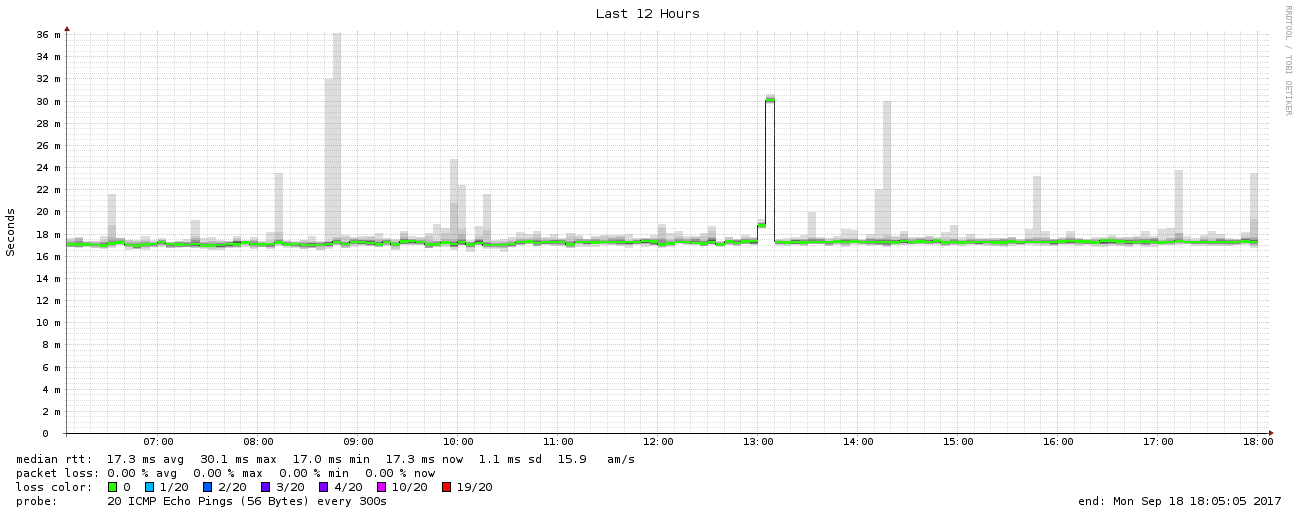 Last 12 Hours
RRDTOOL / TOBI OETIKER
Seconds
36 m
34 m
32 m
30 m
28 m
26 m
24 m
22 m
20 m
18 m
16 m
14 m
12 m
10 m
8 m
6 m
4 m
2 m
0
07:00 08:00 09:00 10:00 11:00 12:00 13:00 14:00 15:00 16:00 17:00 18:00
median rtt: 17.3 ms avg 30.1 ms max 17.0 ms min 17.3 ms now 1.1 ms sd 15.9 am/s
packet loss: 0.00 % avg 0.00 % max 0.00 % min 0.00 % now
loss color: 0 1/20 2/20 3/20 4/20 10/20 19/20
probe: 20 ICMP Echo Pings (56 Bytes) every 300s end: Mon Sep 18 18:05:05 2017